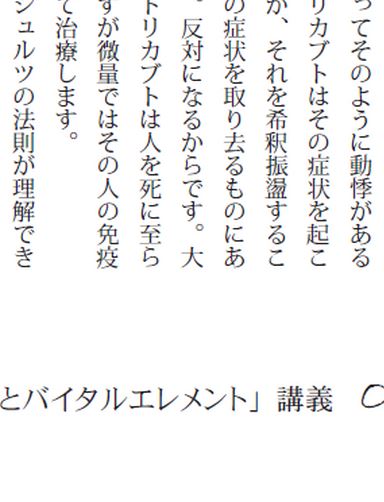 ってそのように動悸がある
リカブトはその症状を起こ
が、それを希釈振盪するこ
の症状を取り去るものにあ
。反対になるからです。大
トリカブトは人を死に至ら
すが微量ではその人の免疫
て治療します。
シュルツの法則が理解でき
とバイタルエレメント」講義